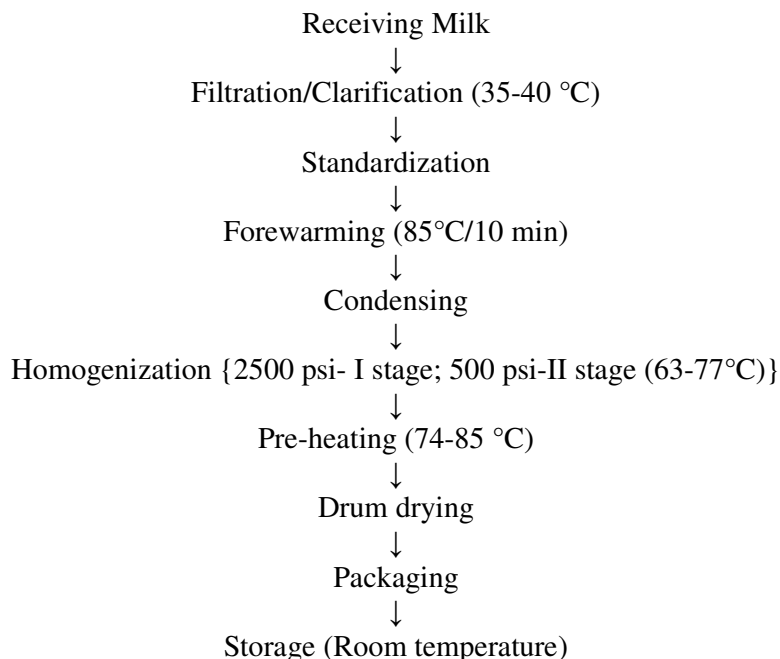 Receiving Milk
↓
Filtration/Clarification (35-40 °C)
↓
Standardization
↓
Forewarming (85°C/10 min)
↓
Condensing
↓
Homogenization {2500 psi- I stage; 500 psi-II stage (63-77°C)}
↓
Pre-heating (74-85 °C)
↓
Drum drying
↓
Packaging
↓
Storage (Room temperature)